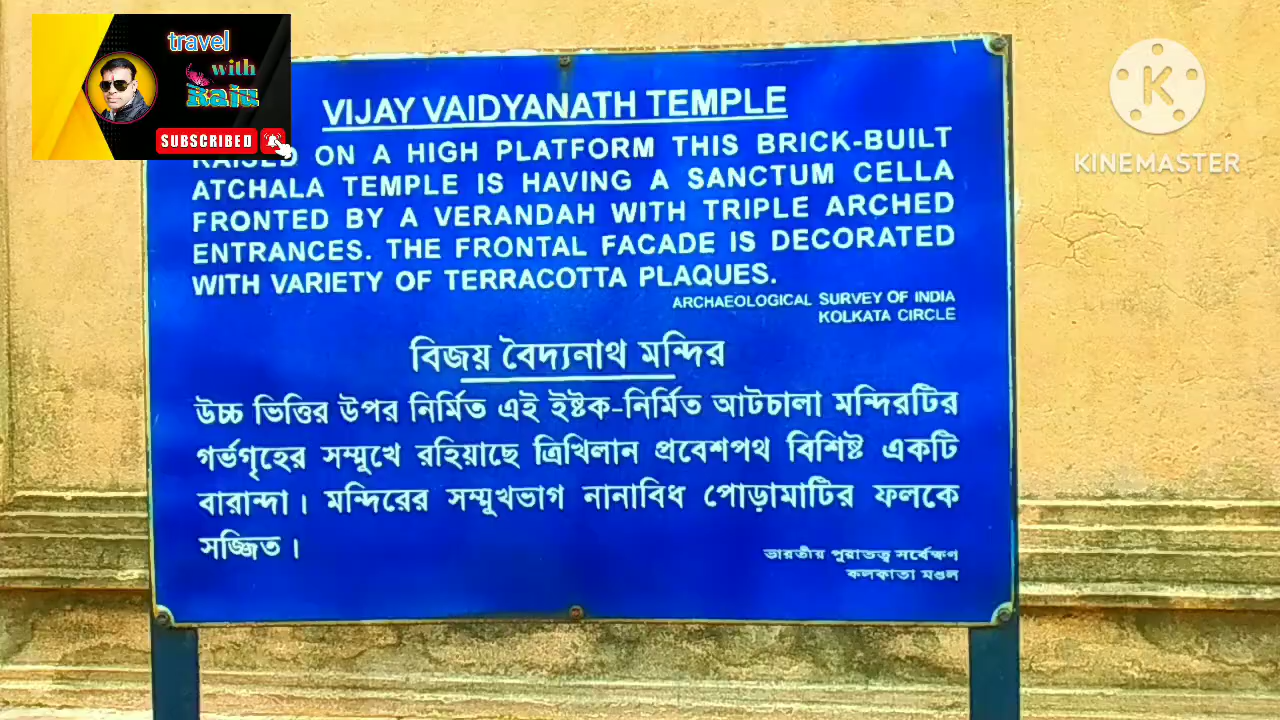 travel
with
Raju
SUBSCRIBED
K
KINEMASTER
VIJAY VAIDYANATH TEMPLE
RAISED ON A HIGH PLATFORM THIS BRICK-BUILT
ATCHALA TEMPLE IS HAVING A SANCTUM CELLA
FRONTED BY A VERANDAH WITH TRIPLE ARCHED
ENTRANCES. THE FRONTAL FACADE IS DECORATED
WITH VARIETY OF TERRACOTTA PLAQUES.
ARCHAEOLOGICAL SURVEY OF INDIA
KOLKATA CIRCLE
বিজয় বৈদ্যনাথ মন্দির
উচ্চ ভিত্তির উপর নির্মিত এই ইষ্টক-নির্মিত আটচালা মন্দিরটির
গর্ভগৃহের সম্মুখে রহিয়াছে ত্রিখিলান প্রবেশপথ বিশিষ্ট একটি
বারান্দা। মন্দিরের সম্মুখভাগ নানাবিধ পোড়ামাটির ফলকে
সজ্জিত।
ভারতীয় পুরাতত্ত্ব সর্বেক্ষণ
কলকাতা মণ্ডল